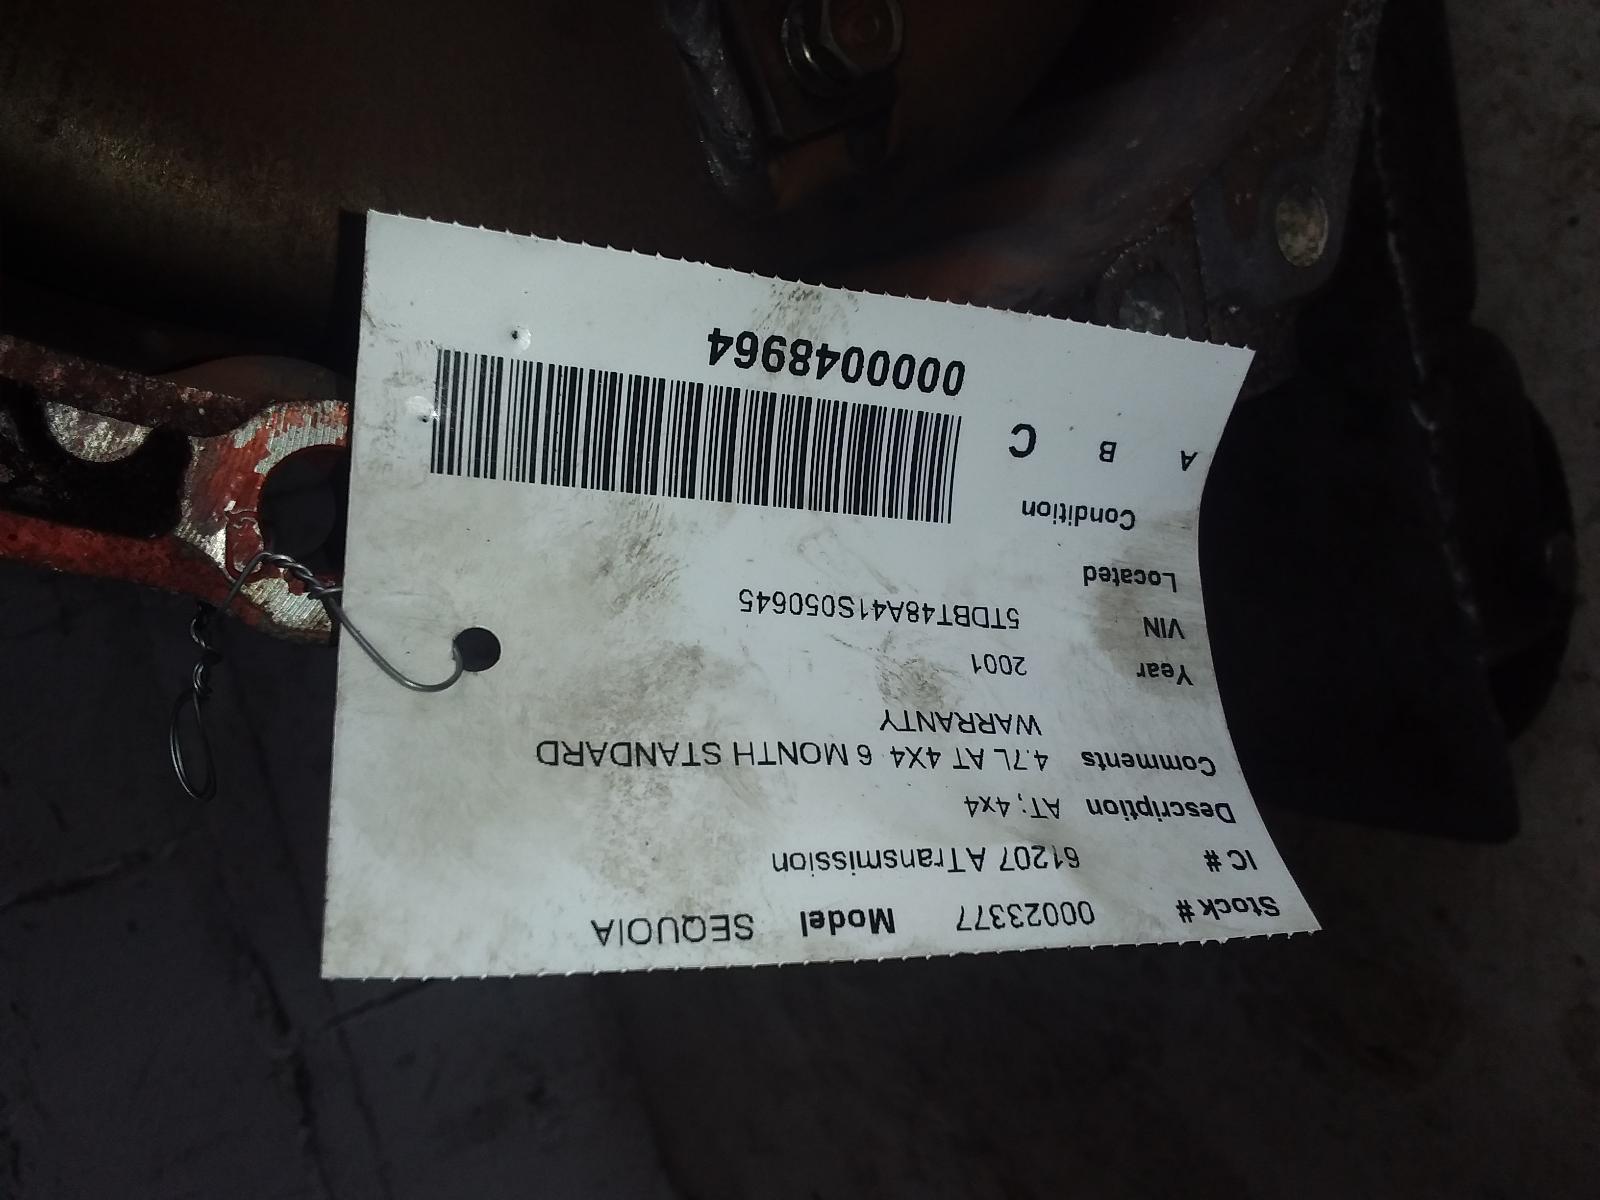 Stock# 00023377 Model SEQUOIA
IC # 61207 ATransmission
Description AT; 4x4
Comments 4.7L AT 4X4 6 MONTH STANDARD
WARRANTY
Year 2001
VIN 5TDBT48A41S050645
Located
Condition
A B C
0000048964